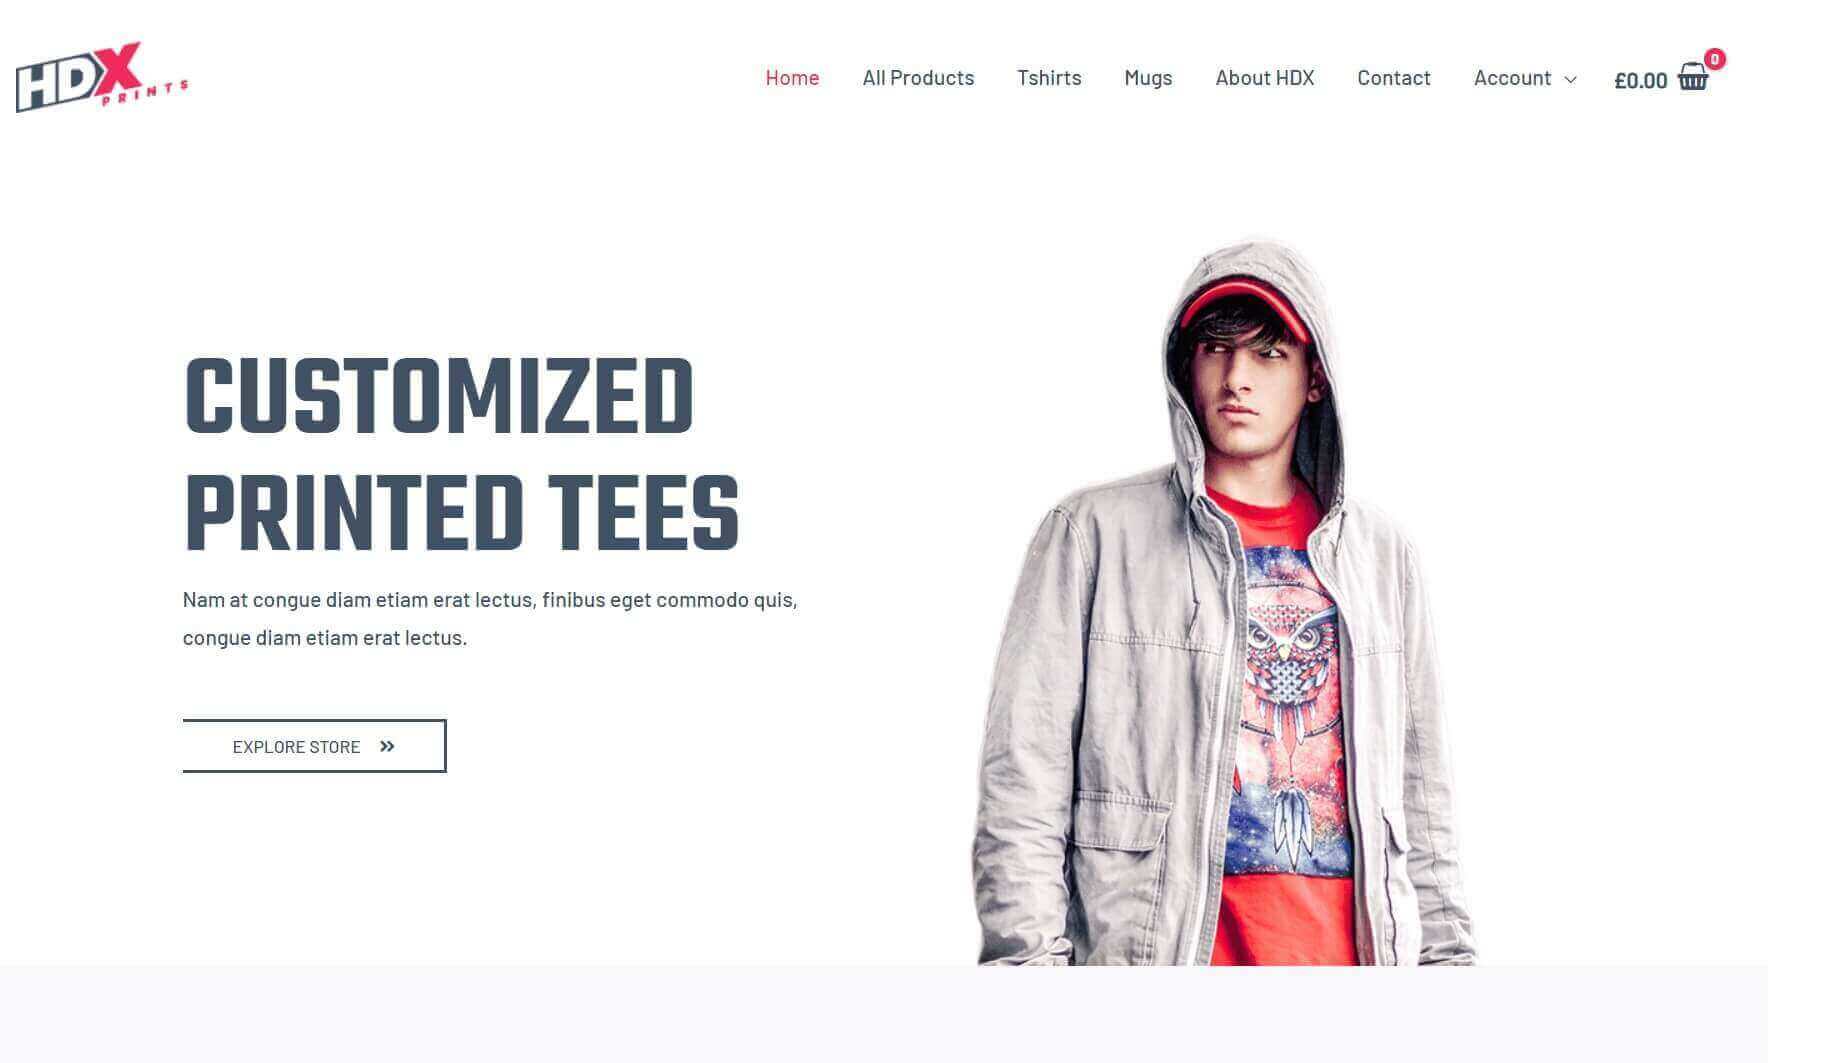 HDX
PRINTS
Home All Products Tshirts Mugs About HDX Contact Account £0.00 0
CUSTOMIZED
PRINTED TEES
Nam at congue diam etiam erat lectus, finibus eget commodo quis,
congue diam etiam erat lectus.
EXPLORE STORE »